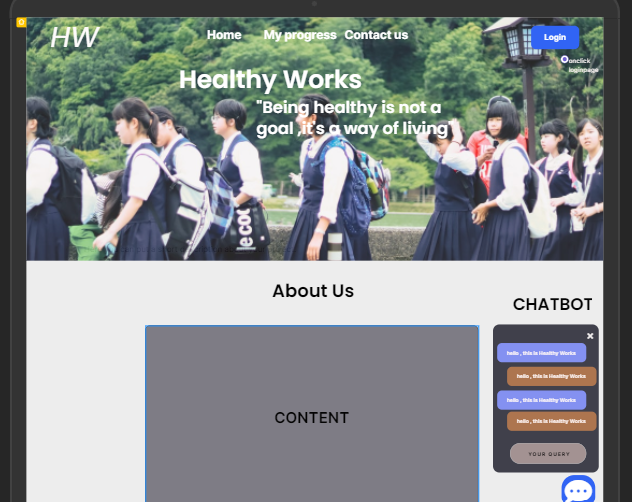 HW
Home My progress Contact us
Login
onclick
loginpage
Healthy Works
"Being healthy is not a
goal ,it's a way of living"
ecoc
About Us
CHATBOT
CONTENT
hello , this is Healthy Works
hello , this is Healthy Works
hello , this is Healthy Works
hello , this is Healthy Works
YOUR QUERY